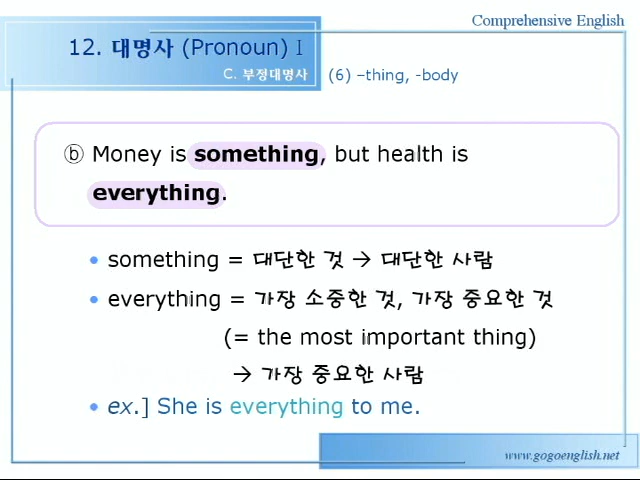 Comprehensive English
12. 대명사 (Pronoun) I
C. 부정대명사
(6) –thing, -body
ⓑ Money is something, but health is
everything.
• something = 대단한 것 → 대단한 사람
• everything = 가장 소중한 것, 가장 중요한 것
(= the most important thing)
→ 가장 중요한 사람
• ex.] She is everything to me.
www.gogoenglish.net